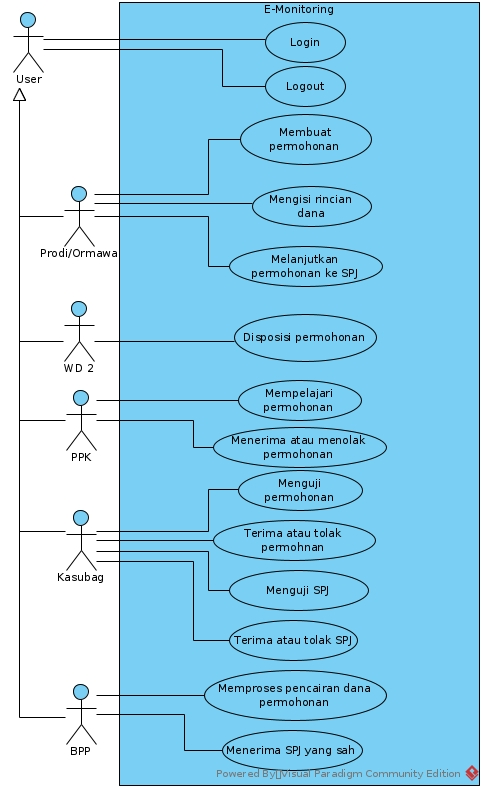 E-Monitoring
Login
User
Logout
Membuat
permohonan
Mengisi rincian
dana
Prodi/Ormawa
Melanjutkan
permohonan ke SPJ
Disposisi permohonan
WD 2
Mempelajari
permohonan
Menerima atau menolak
permohonan
PPK
Menguji
permohonan
Terima atau tolak
permohnan
Kasubag
Menguji SPJ
Terima atau tolak SPJ
Memproses pencairan dana
permohonan
BPP
Menerima SPJ yang sah
Powered By▯Visual Paradigm Community Edition